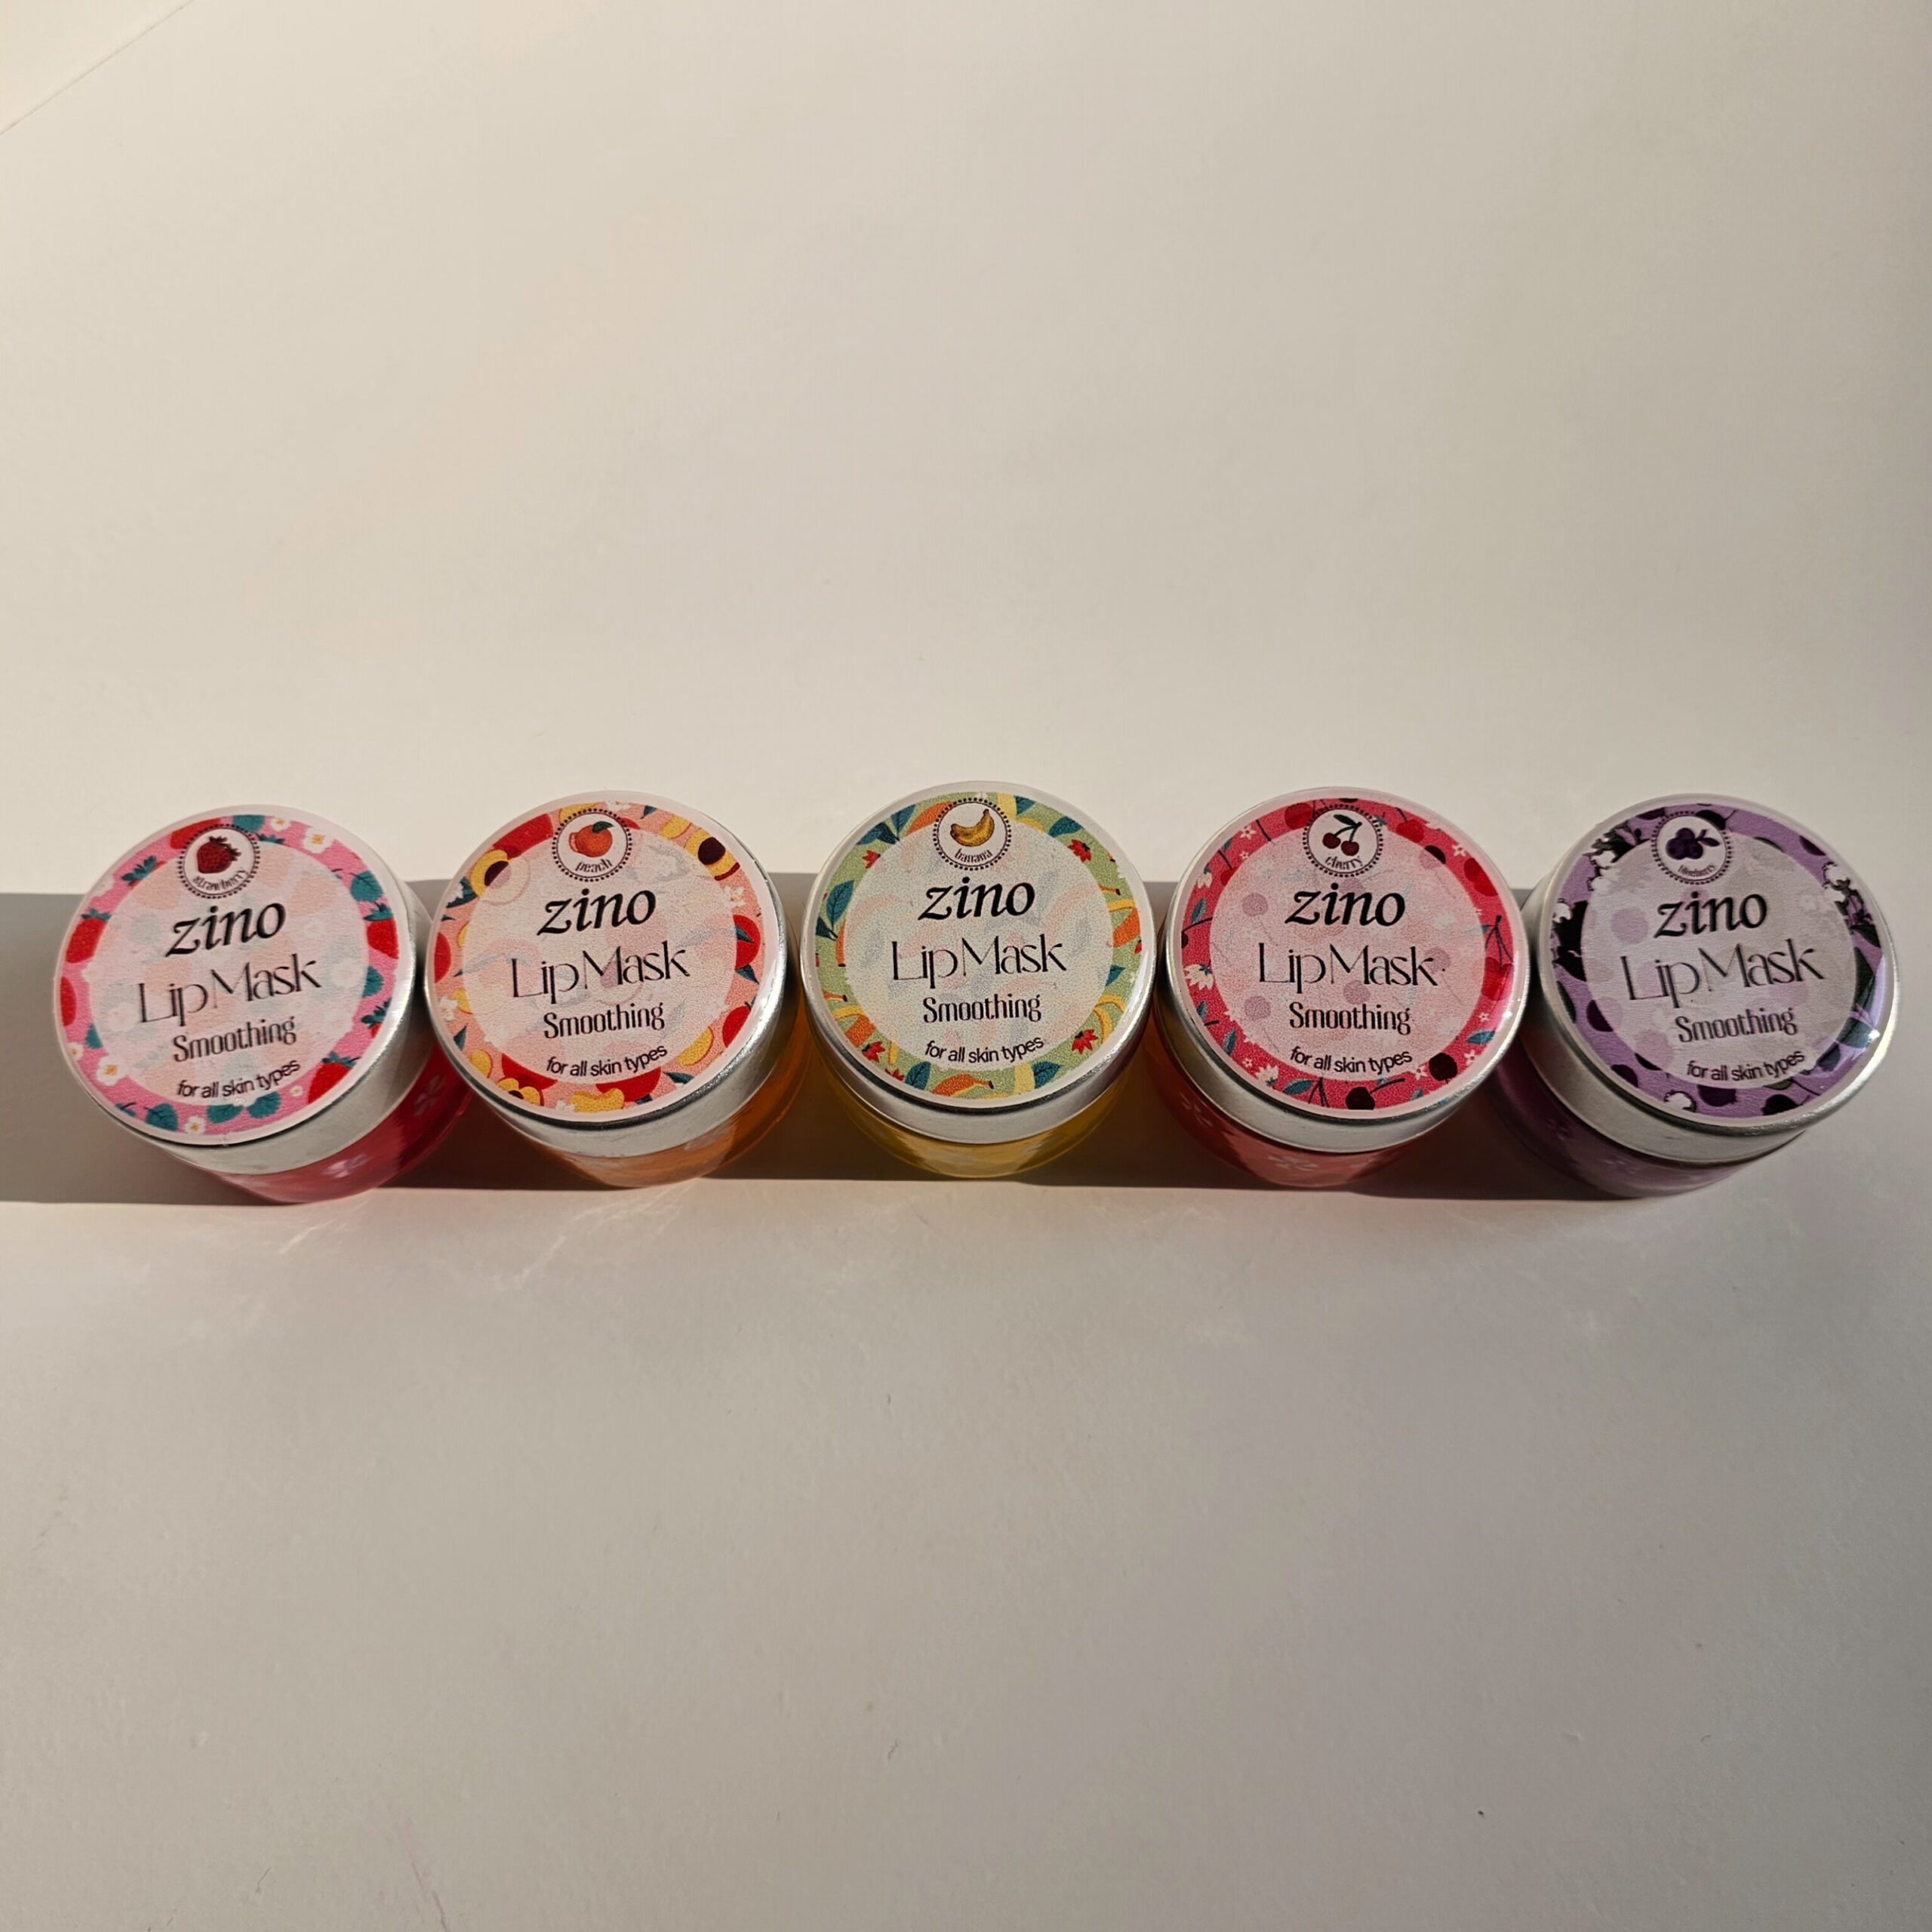 strawberry
zino
Lip Mask
Smoothing
for all skin types
peach
zino
Lip Mask
Smoothing
for all skin types
banana
zino
Lip Mask
Smoothing
for all skin types
cherry
zino
Lip Mask
Smoothing
for all skin types
blueberry
zino
Lip Mask
Smoothing
for all skin types